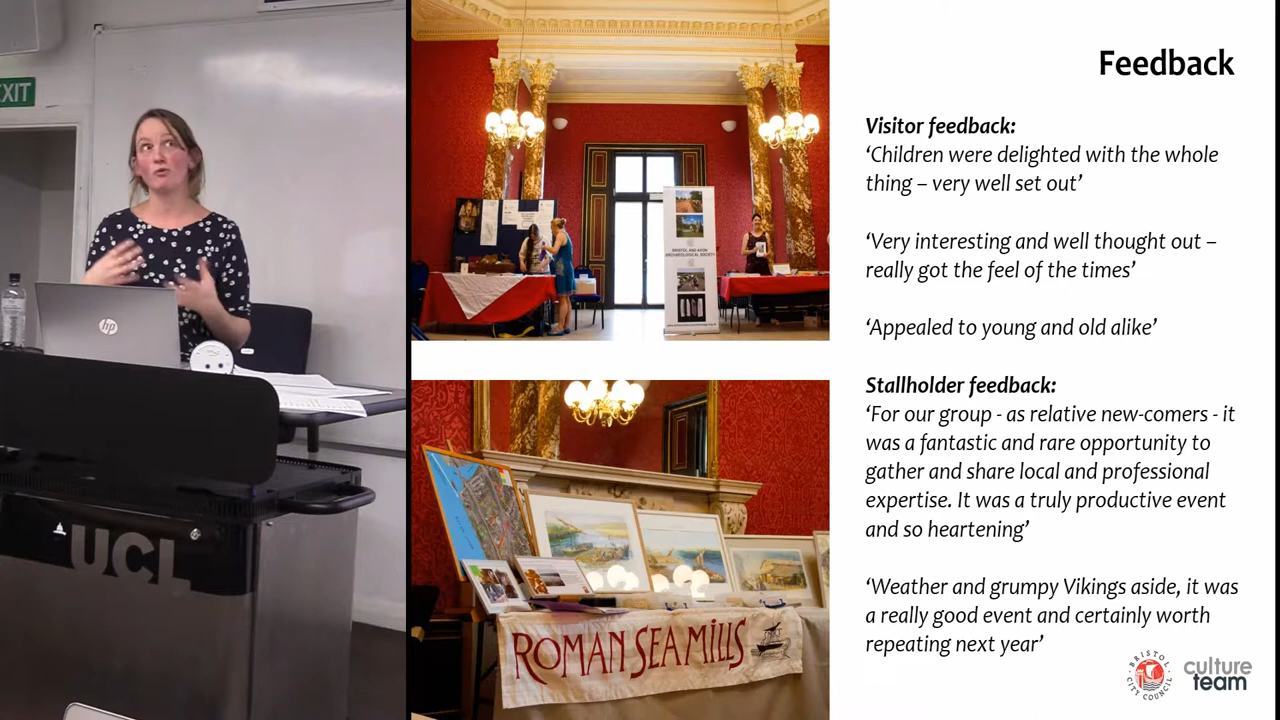 EXIT
hp
UCL
BRISTOL AND AVON
ARCHAEOLOGICAL SOCIETY
ROMAN SEA MILLS
Feedback
Visitor feedback:
‘Children were delighted with the whole
thing – very well set out’
‘Very interesting and well thought out –
really got the feel of the times’
‘Appealed to young and old alike’
Stallholder feedback:
‘For our group - as relative new-comers - it
was a fantastic and rare opportunity to
gather and share local and professional
expertise. It was a truly productive event
and so heartening’
‘Weather and grumpy Vikings aside, it was
a really good event and certainly worth
repeating next year’
BRISTOL
CITY COUNCIL
culture
team